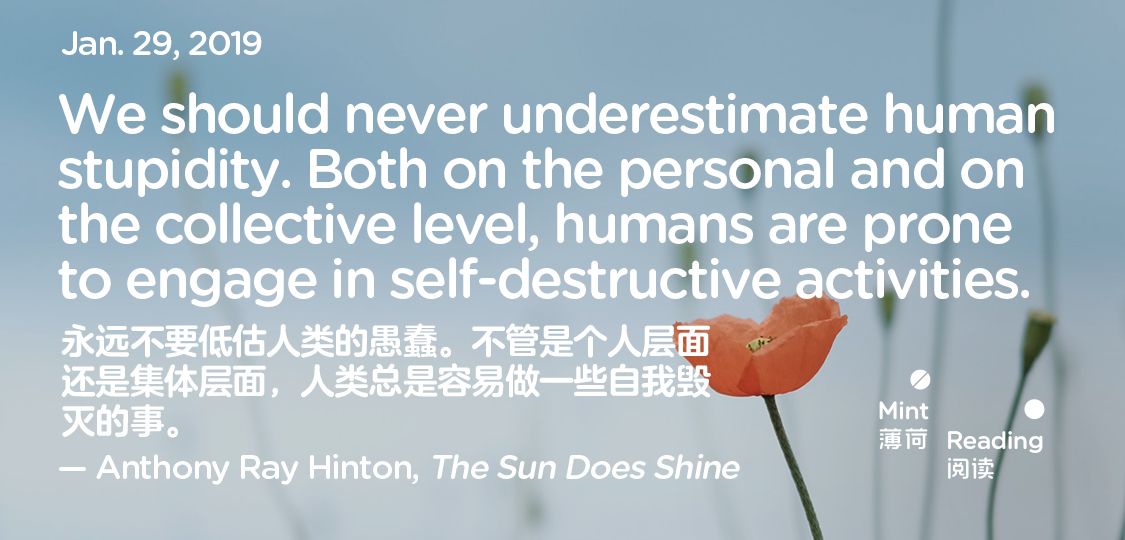 Jan. 29, 2019
We should never underestimate human
stupidity. Both on the personal and on
the collective level, humans are prone
to engage in self-destructive activities.
永远不要低估人类的愚蠢。不管是个人层面
还是集体层面，人类总是容易做一些自我毁
灭的事。
— Anthony Ray Hinton, The Sun Does Shine
Mint
薄荷
Reading
阅读